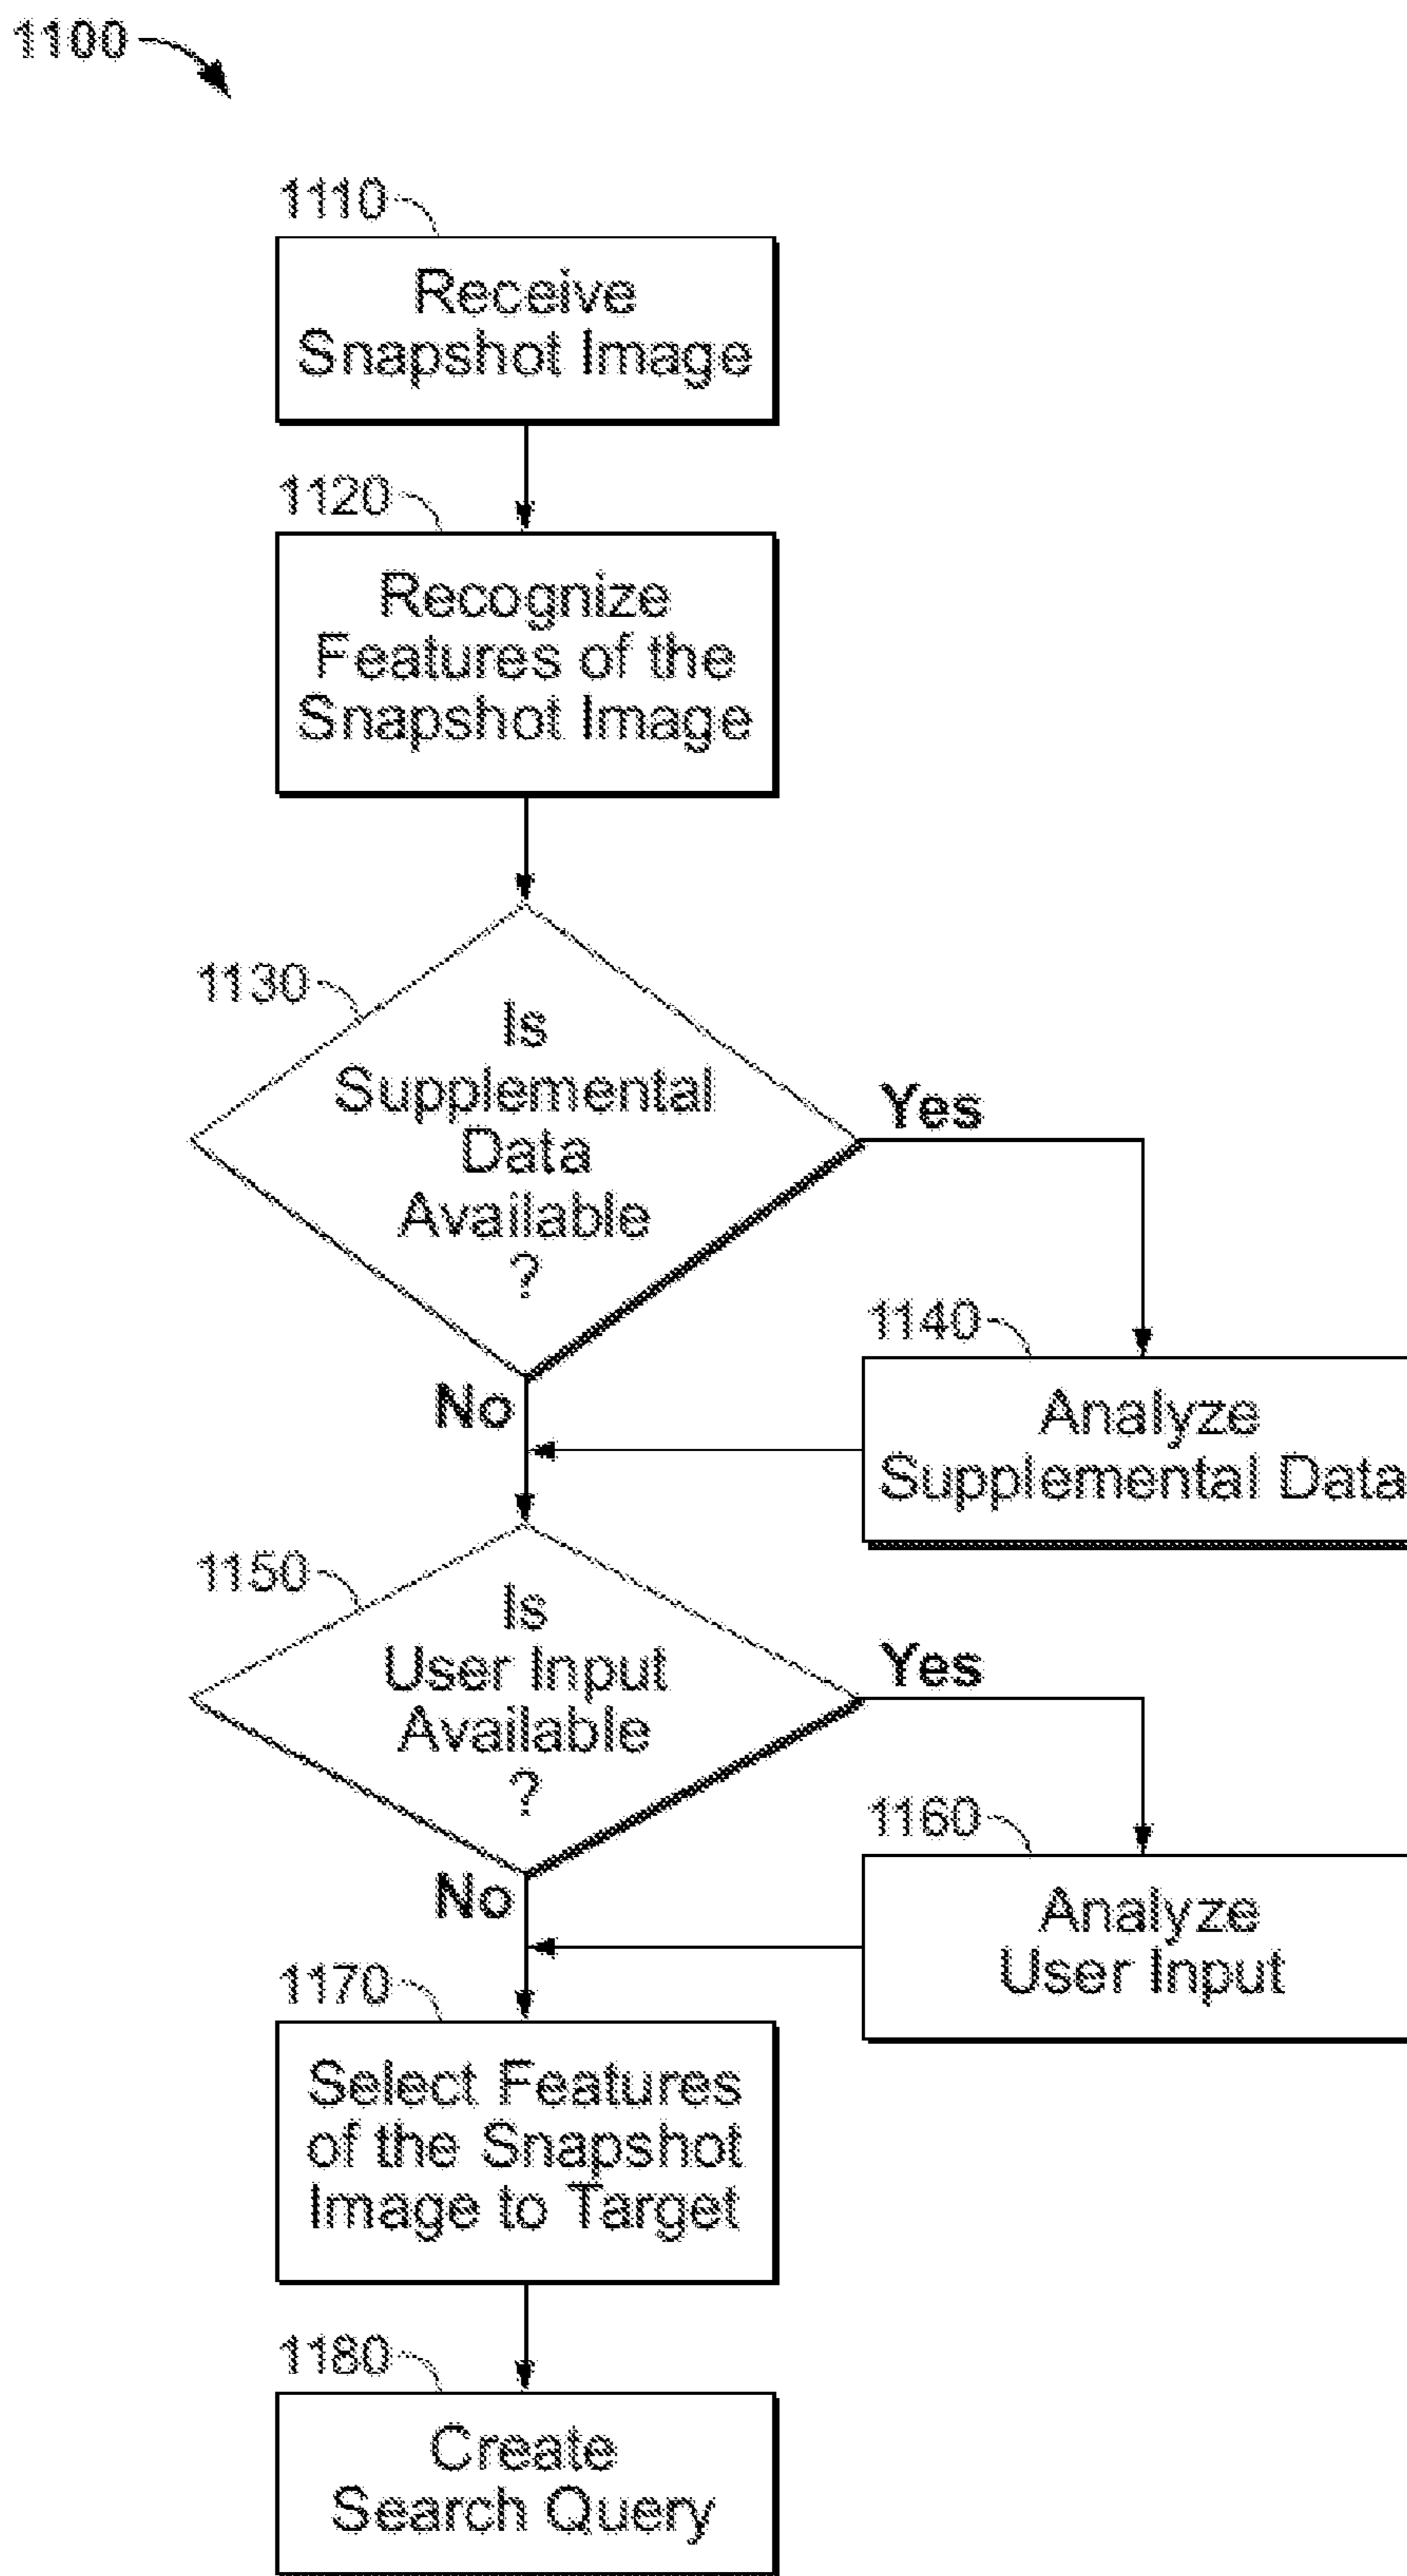 1100
1110
Receive
Snapshot Image
1120
Recognize
Features of the
Snapshot Image
1130
Is
Supplemental
Data
Available
?
Yes
No
1140
Analyze
Supplemental Data
1150
Is
User Input
Available
?
Yes
No
1160
Analyze
User Input
1170
Select Features
of the Snapshot
Image to Target
1180
Create
Search Query